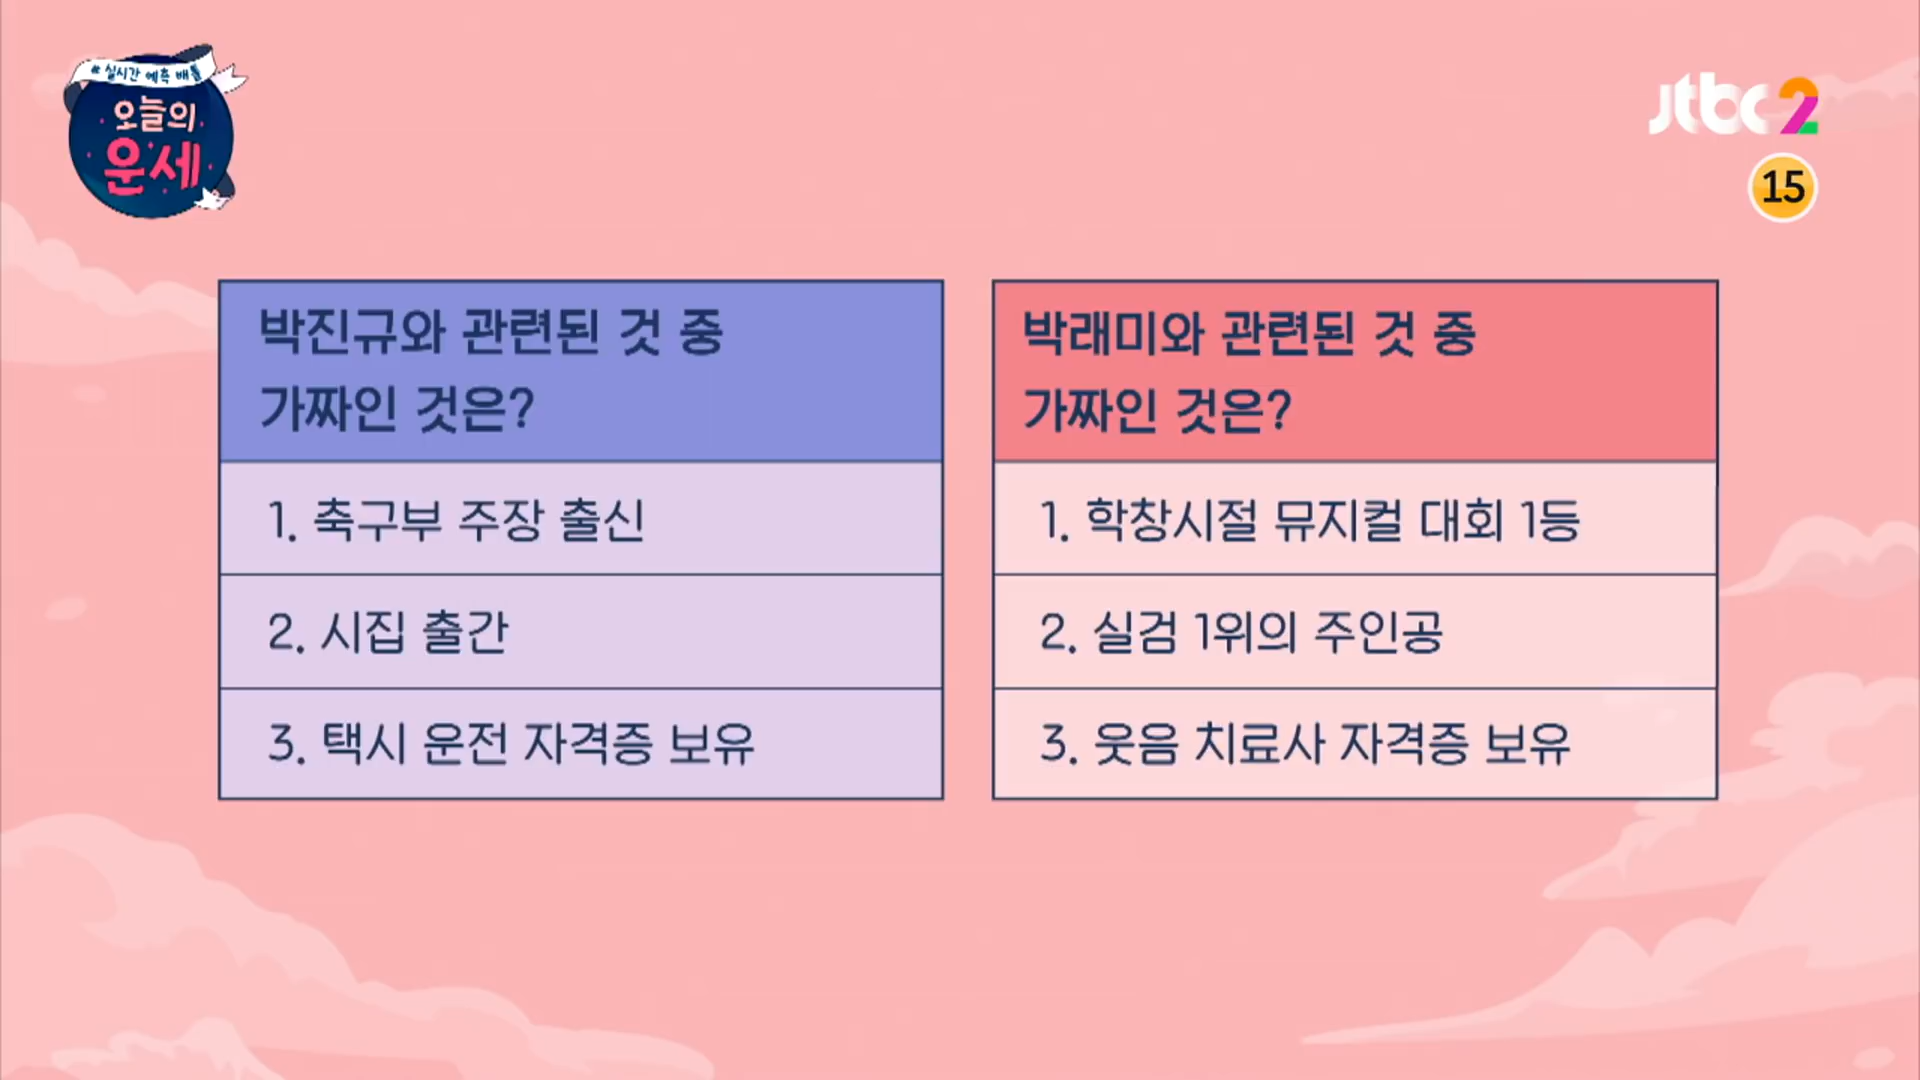 # 실시간 예측 배틀
오늘의
운세
jtbc 2
15
박진규와 관련된 것 중
가짜인 것은?
1. 축구부 주장 출신
2. 시집 출간
3. 택시 운전 자격증 보유
박래미와 관련된 것 중
가짜인 것은?
1. 학창시절 뮤지컬 대회 1등
2. 실검 1위의 주인공
3. 웃음 치료사 자격증 보유